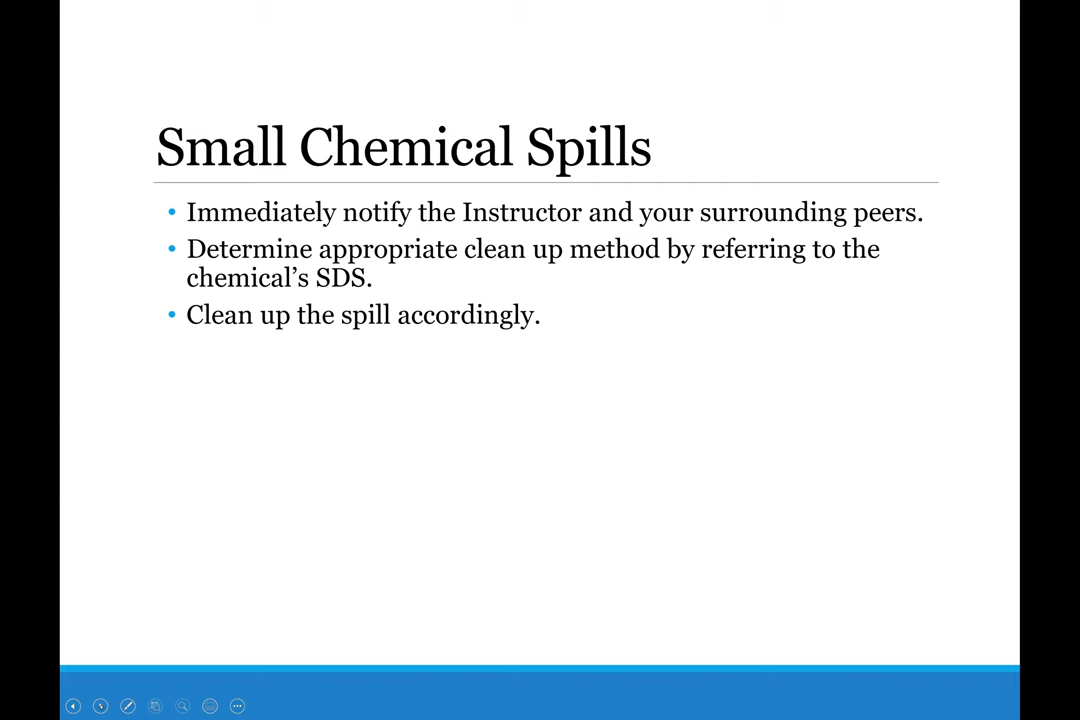 Small Chemical Spills
• Immediately notify the Instructor and your surrounding peers.
• Determine appropriate clean up method by referring to the
chemical’s SDS.
• Clean up the spill accordingly.